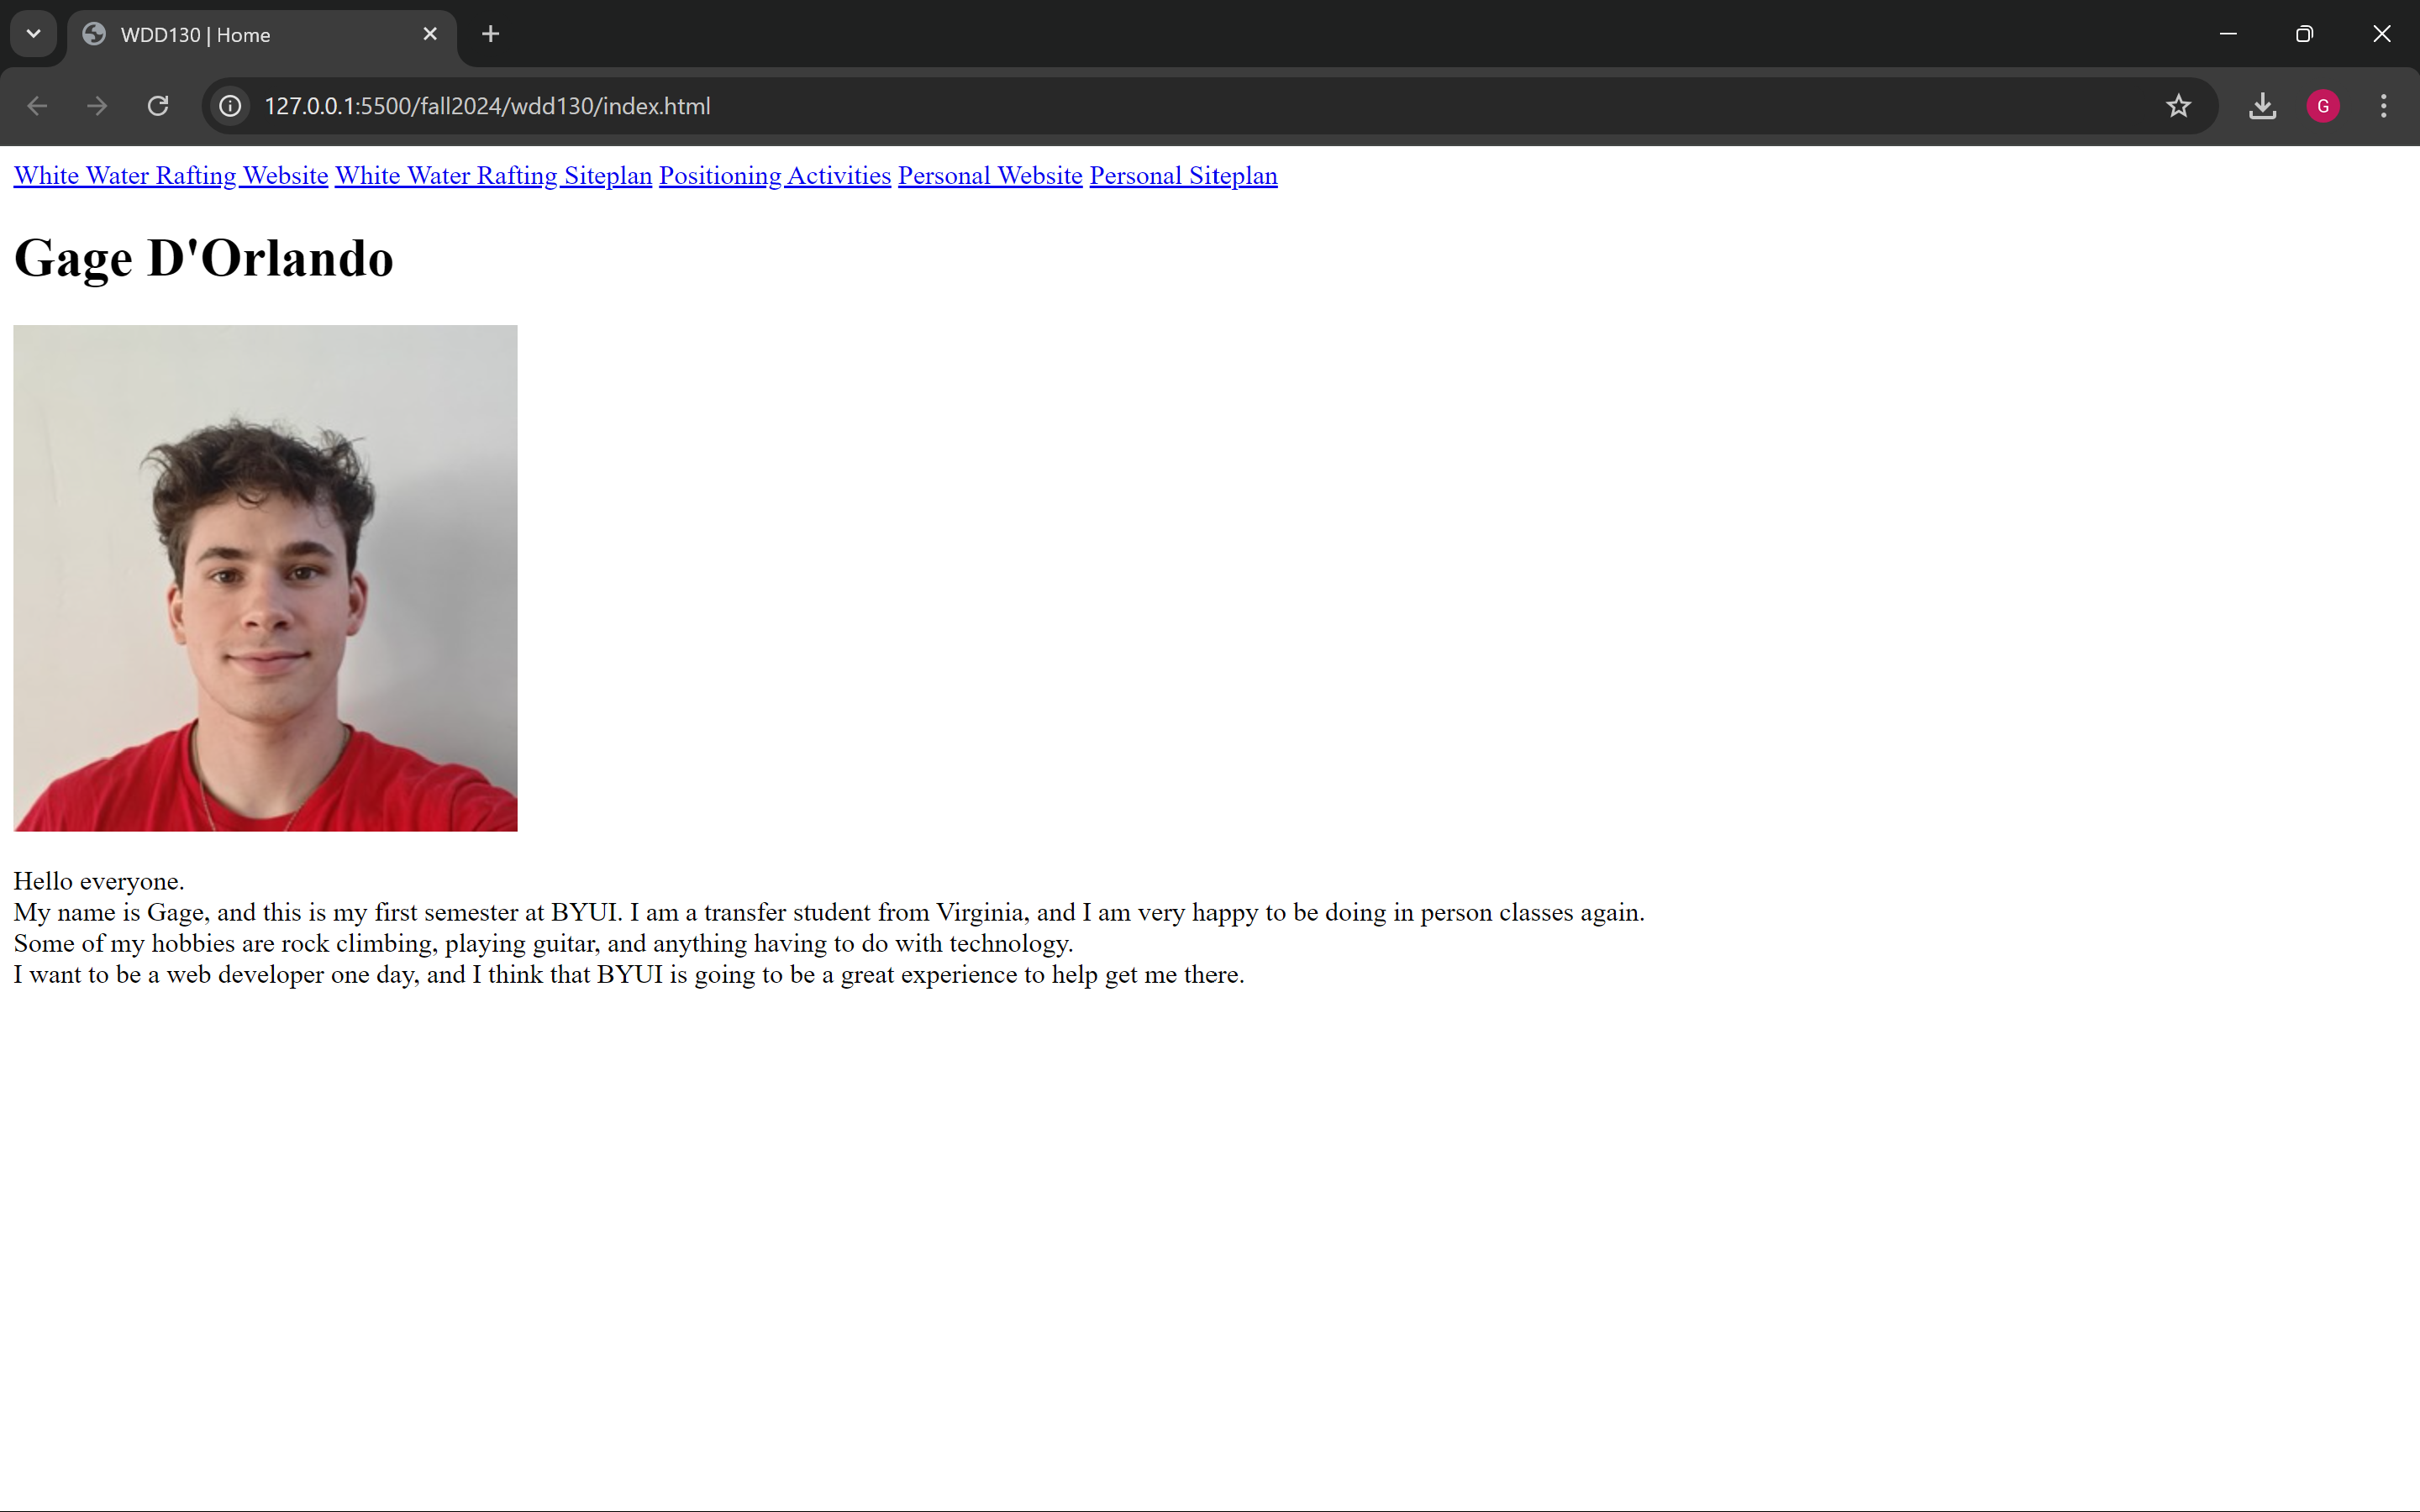 WDD130 | Home
127.0.0.1:5500/fall2024/wdd130/index.html
G
White Water Rafting Website White Water Rafting Siteplan Positioning Activities Personal Website Personal Siteplan
Gage D'Orlando
Hello everyone.
My name is Gage, and this is my first semester at BYUI. I am a transfer student from Virginia, and I am very happy to be doing in person classes again.
Some of my hobbies are rock climbing, playing guitar, and anything having to do with technology.
I want to be a web developer one day, and I think that BYUI is going to be a great experience to help get me there.